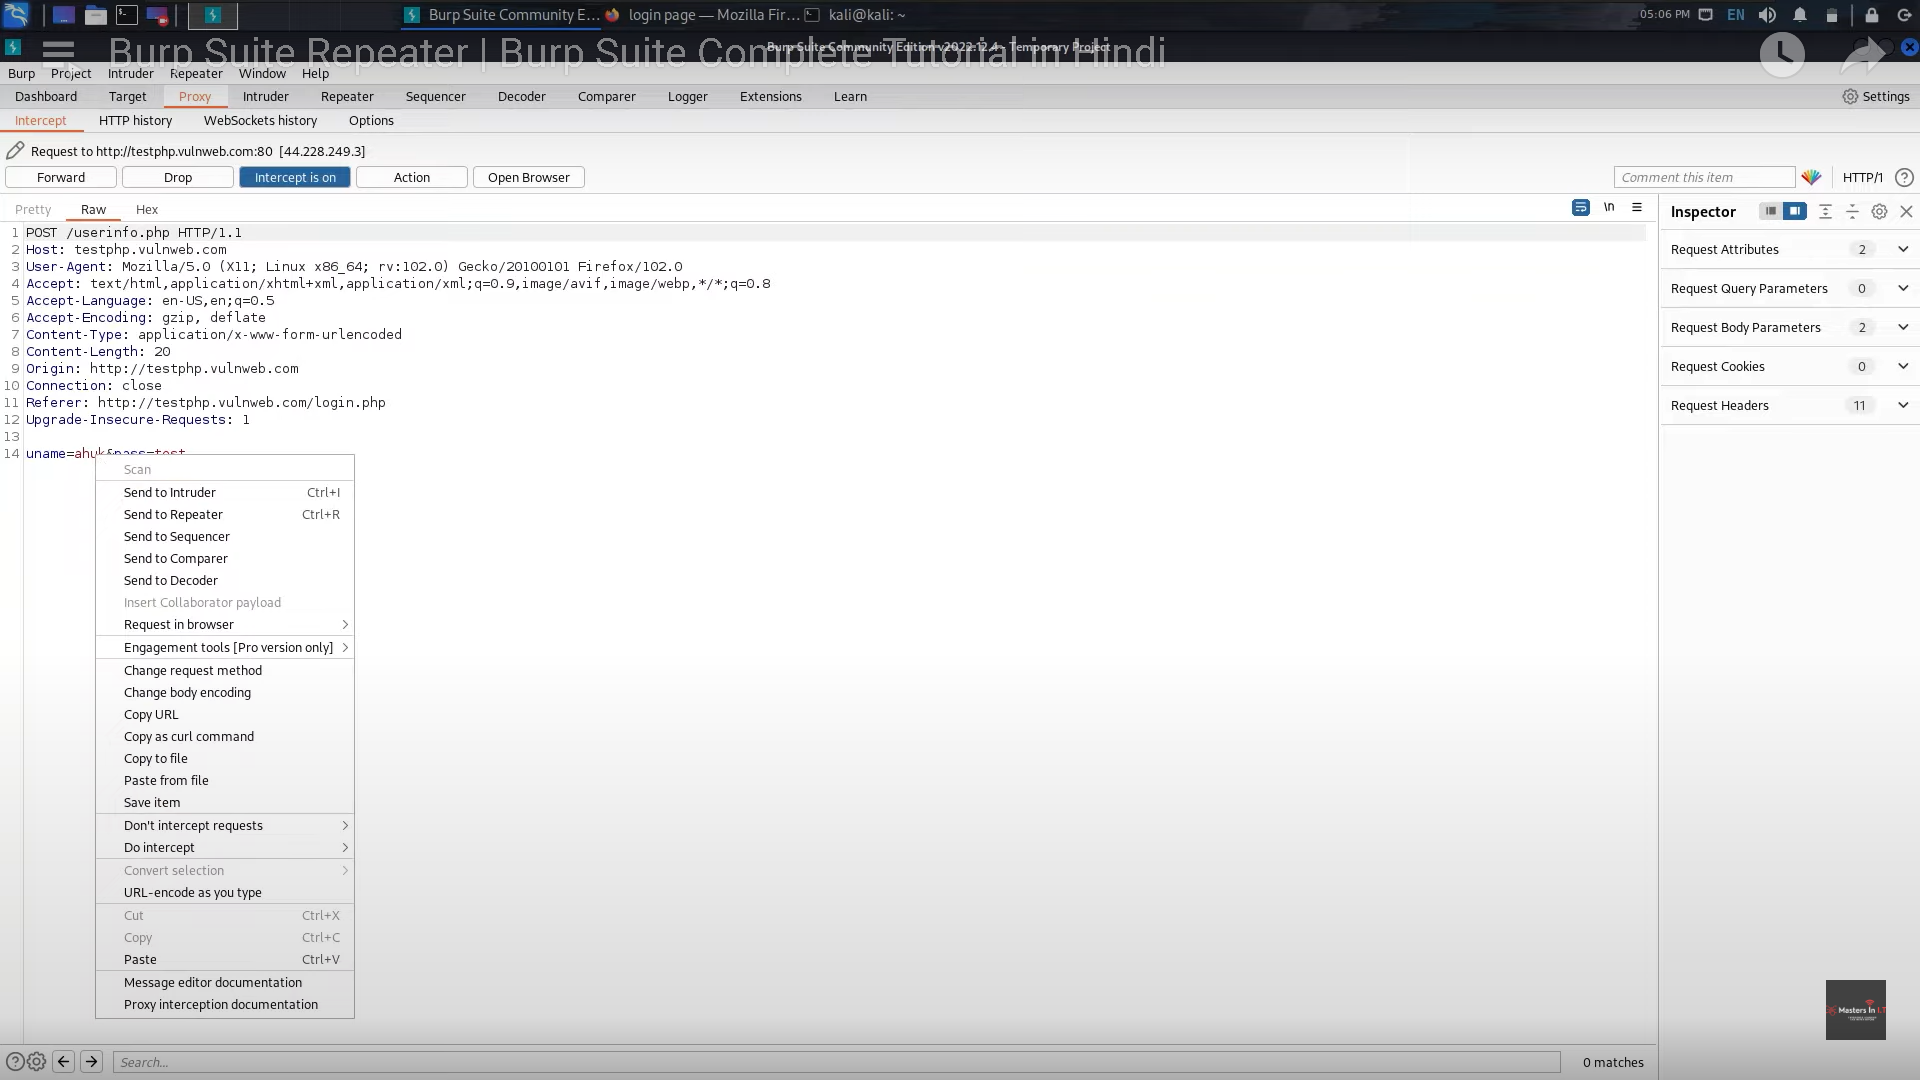 Burp Suite Community E...
login page — Mozilla Fir...
kali@kali: ~
05:06 PM
EN
Burp Suite Repeater | Burp Suite Complete Tutorial in Hindi
Burp Suite Community Edition v2022.12.4 - Temporary Project
Burp Project Intruder Repeater Window Help
Dashboard Target Proxy Intruder Repeater Sequencer Decoder Comparer Logger Extensions Learn Settings
Intercept HTTP history WebSockets history Options
Request to http://testphp.vulnweb.com:80 [44.228.249.3]
Forward Drop Intercept is on Action Open Browser Comment this item HTTP/1 ?
Pretty Raw Hex \n
Inspector
1 POST /userinfo.php HTTP/1.1
2 Host: testphp.vulnweb.com
3 User-Agent: Mozilla/5.0 (X11; Linux x86_64; rv:102.0) Gecko/20100101 Firefox/102.0
4 Accept: text/html,application/xhtml+xml,application/xml;q=0.9,image/avif,image/webp,*/*;q=0.8
5 Accept-Language: en-US,en;q=0.5
6 Accept-Encoding: gzip, deflate
7 Content-Type: application/x-www-form-urlencoded
8 Content-Length: 20
9 Origin: http://testphp.vulnweb.com
10 Connection: close
11 Referer: http://testphp.vulnweb.com/login.php
12 Upgrade-Insecure-Requests: 1
13
14 uname=ahuk&pass=test
Scan
Send to Intruder Ctrl+I
Send to Repeater Ctrl+R
Send to Sequencer
Send to Comparer
Send to Decoder
Insert Collaborator payload
Request in browser
Engagement tools [Pro version only]
Change request method
Change body encoding
Copy URL
Copy as curl command
Copy to file
Paste from file
Save item
Don't intercept requests
Do intercept
Convert selection
URL-encode as you type
Cut Ctrl+X
Copy Ctrl+C
Paste Ctrl+V
Message editor documentation
Proxy interception documentation
Request Attributes 2
Request Query Parameters 0
Request Body Parameters 2
Request Cookies 0
Request Headers 11
Masters In I.T
? Search... 0 matches